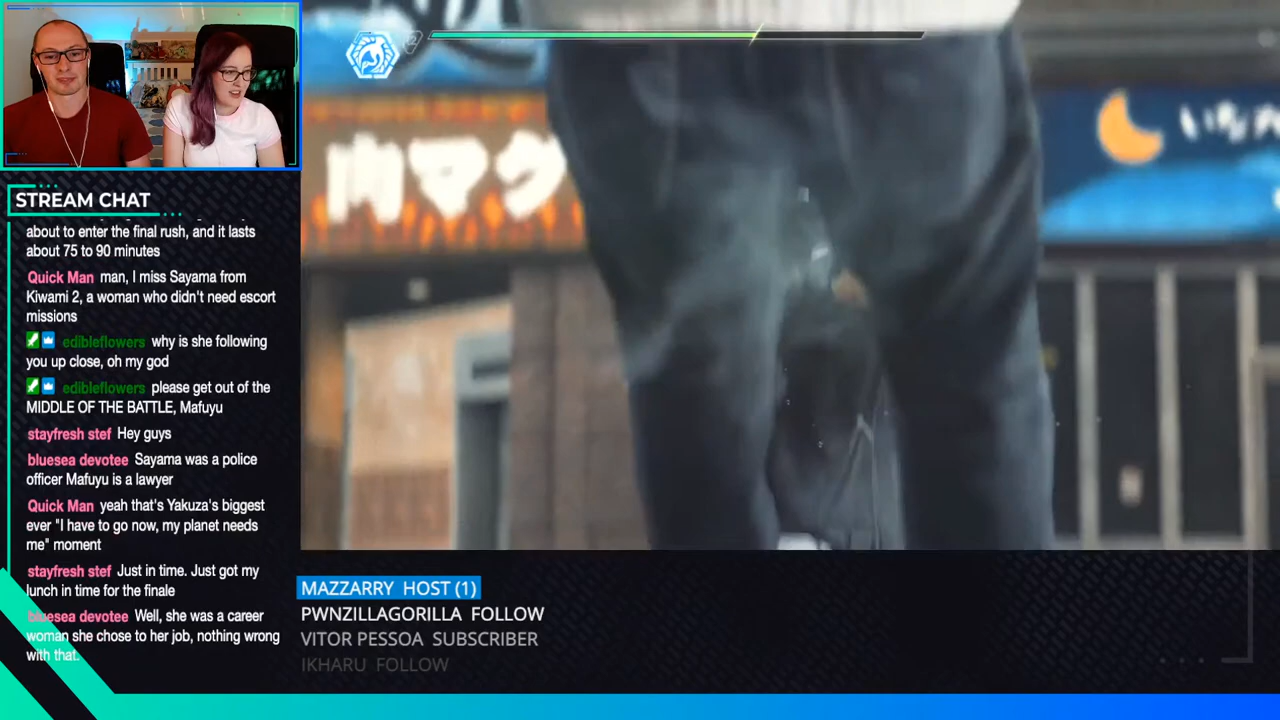 肉マグ
いな
STREAM CHAT
about to enter the final rush, and it lasts
about 75 to 90 minutes
Quick Man man, I miss Sayama from
Kiwami 2, a woman who didn't need escort
missions
edibleflowers why is she following
you up close, oh my god
edibleflowers please get out of the
MIDDLE OF THE BATTLE, Mafuyu
stayfresh stef Hey guys
bluesea devotee Sayama was a police
officer Mafuyu is a lawyer
Quick Man yeah that's Yakuza's biggest
ever "I have to go now, my planet needs
me" moment
stayfresh stef Just in time. Just got my
lunch in time for the finale
bluesea devotee Well, she was a career
woman she chose to her job, nothing wrong
with that.
MAZZARRY HOST (1)
PWNZILLAGORILLA FOLLOW
VITOR PESSOA SUBSCRIBER
IKHARU FOLLOW